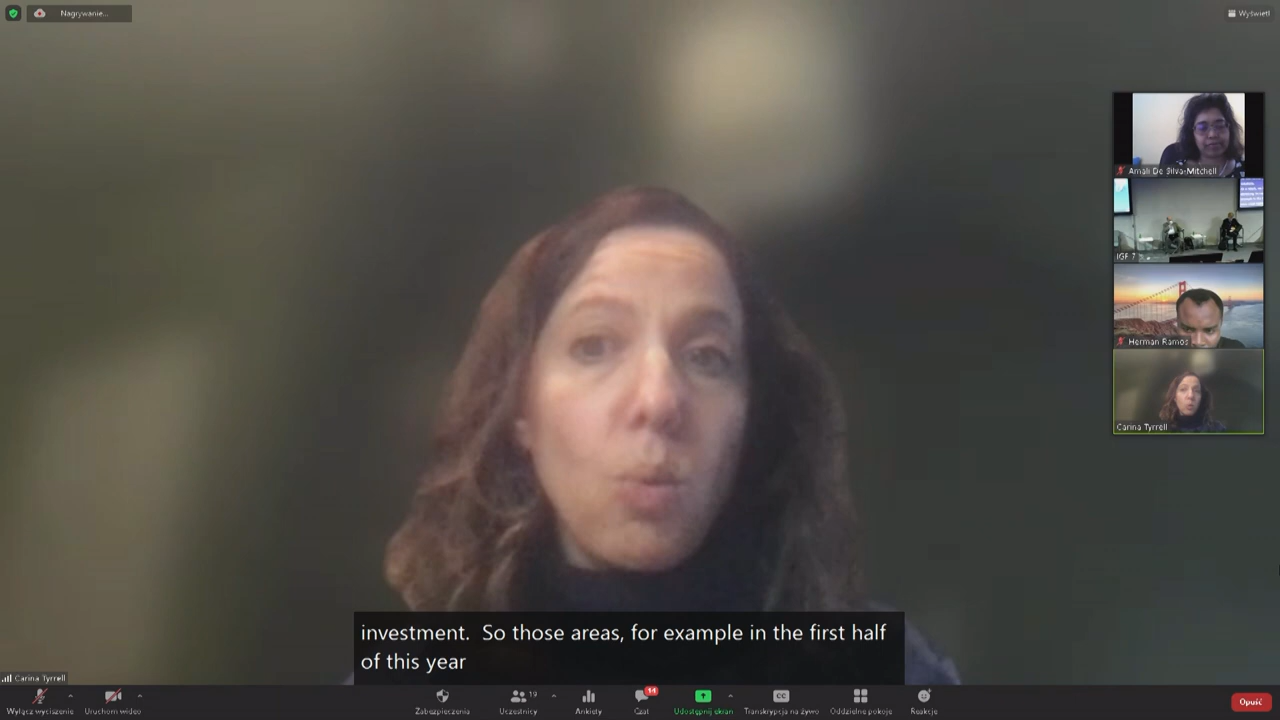 Nagrywanie...
Wyświetl
Amali De Silva-Mitchell
IGF 7
Herman Ramos
Carina Tyrrell
investment.  So those areas, for example in the first half
of this year
Carina Tyrrell
Wyłącz wyciszenie
Uruchom wideo
Zabezpieczenia
19
Uczestnicy
Ankiety
14
Czat
Udostępnij ekran
CC
Transkrypcja na żywo
Oddzielne pokoje
Reakcje
Opuść